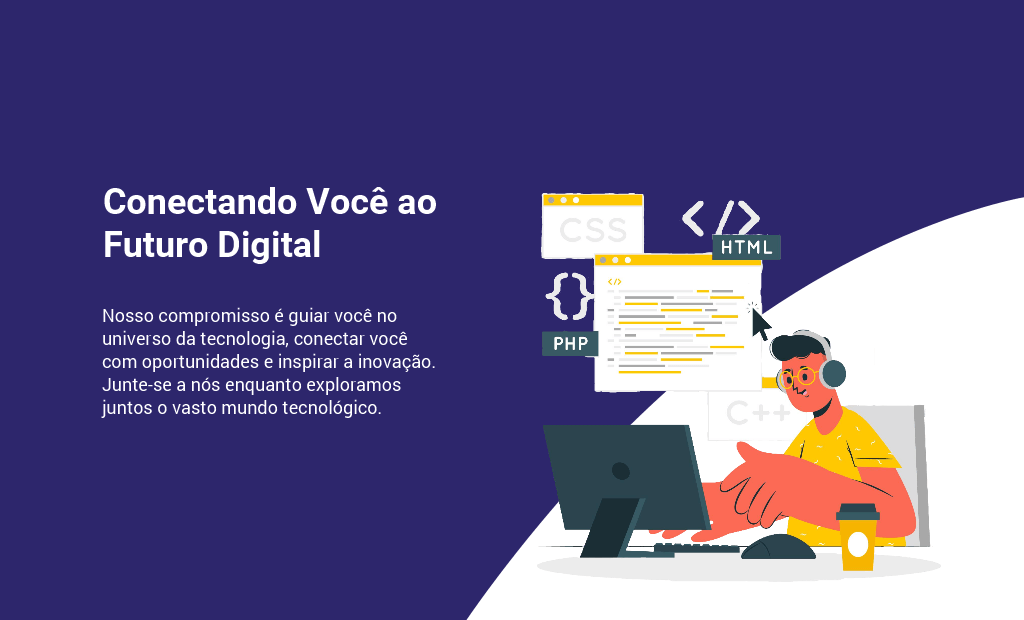 Conectando Você ao
Futuro Digital
Nosso compromisso é guiar você no
universo da tecnologia, conectar você
com oportunidades e inspirar a inovação.
Junte-se a nós enquanto exploramos
juntos o vasto mundo tecnológico.
CSS
</>
HTML
</>
{}
PHP
C++